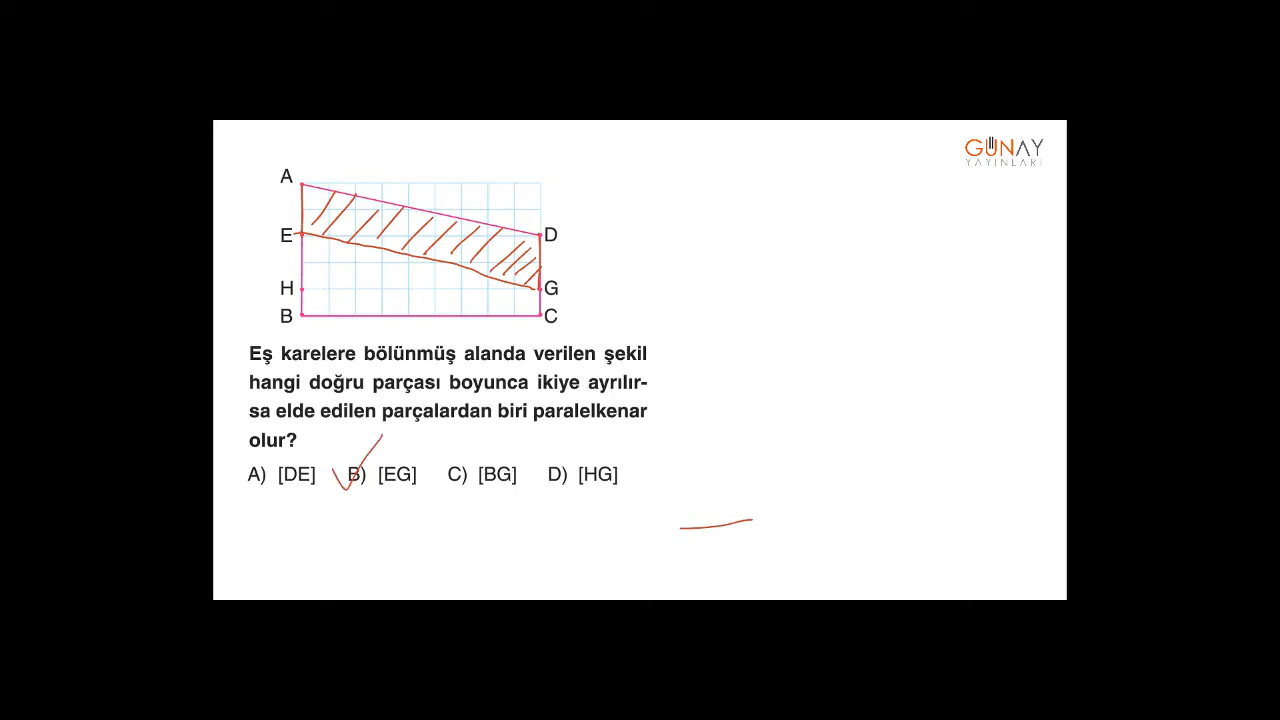 GÜNAY
YAYINLARI
A
E
D
H
G
B
C
Eş karelere bölünmüş alanda verilen şekil
hangi doğru parçası boyunca ikiye ayrılır-
sa elde edilen parçalardan biri paralelkenar
olur?
A) [DE] B) [EG] C) [BG] D) [HG]